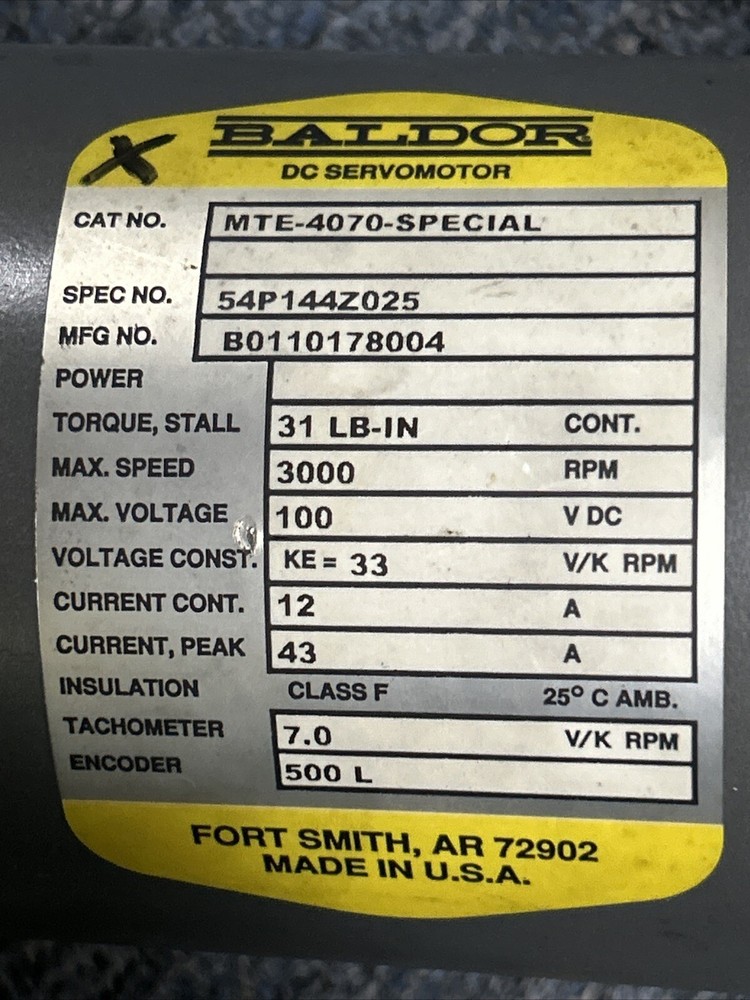 BALDOR
DC SERVOMOTOR
CAT NO. MTE-4070-SPECIAL
SPEC NO. 54P144Z025
MFG NO. B0110178004
POWER
TORQUE, STALL 31 LB-IN CONT.
MAX. SPEED 3000 RPM
MAX. VOLTAGE 100 V DC
VOLTAGE CONST. KE = 33 V/K RPM
CURRENT CONT. 12 A
CURRENT, PEAK 43 A
INSULATION CLASS F 25° C AMB.
TACHOMETER 7.0 V/K RPM
ENCODER 500 L
FORT SMITH, AR 72902
MADE IN U.S.A.